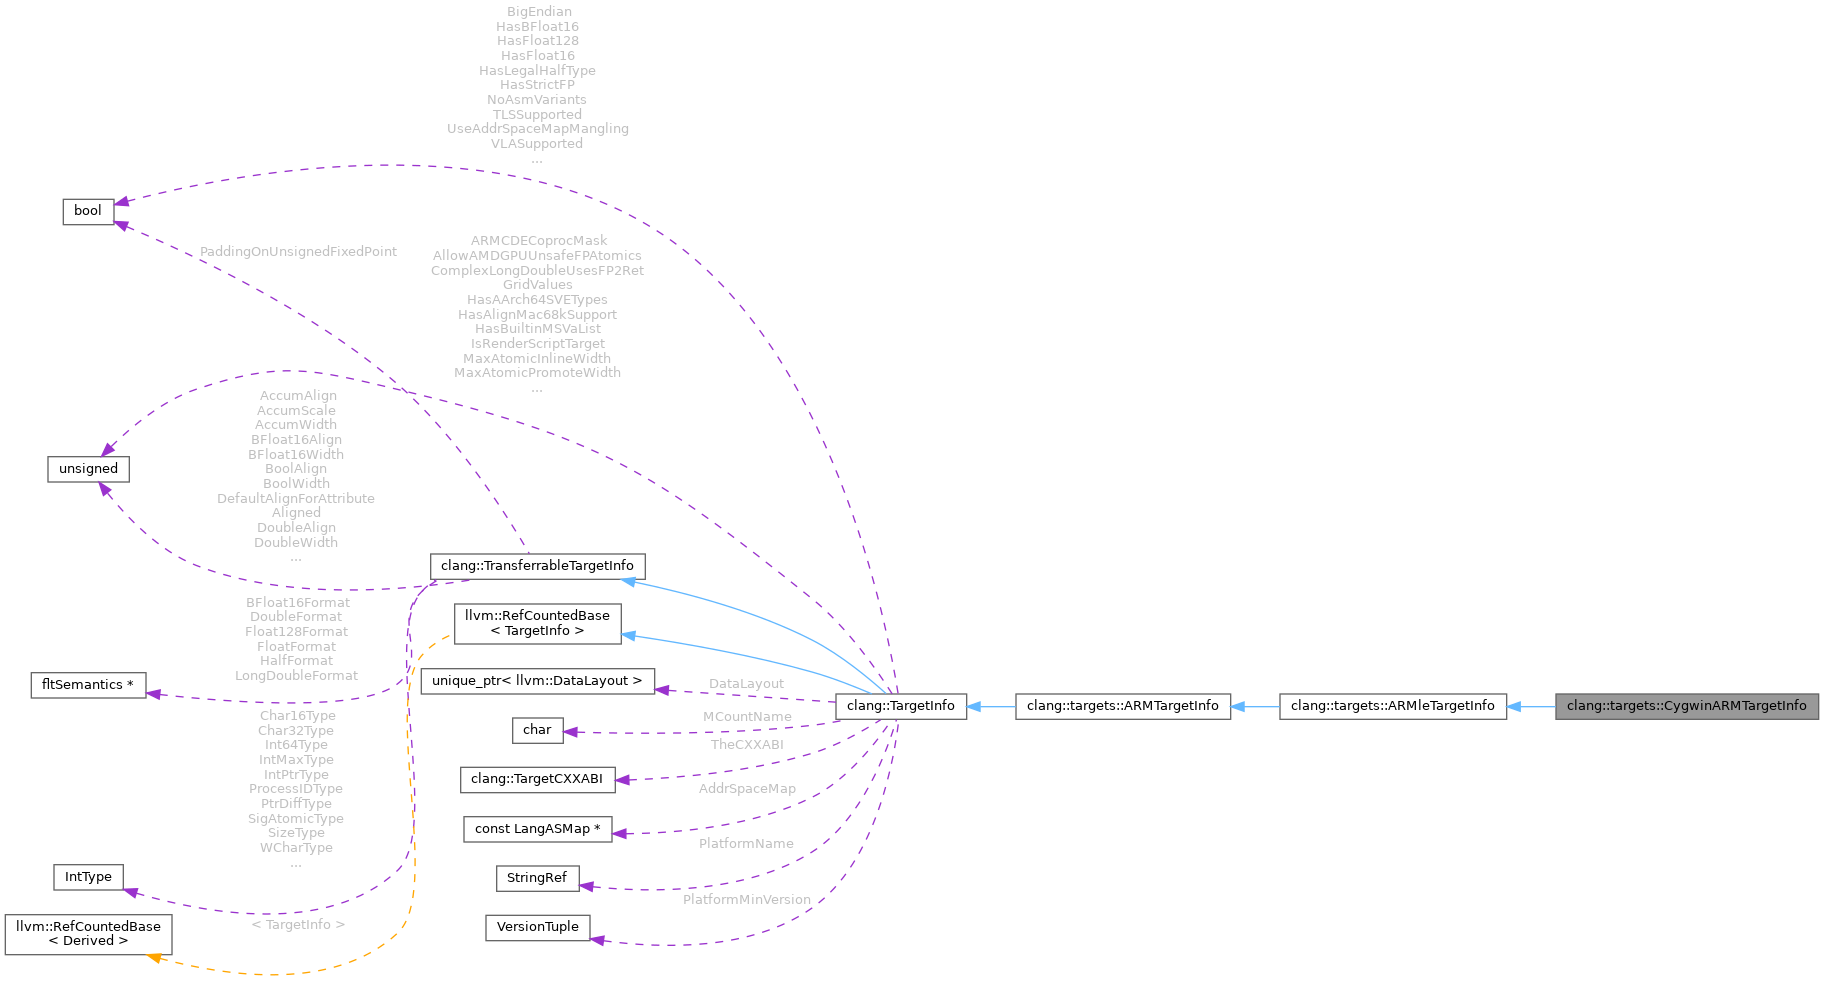 BigEndian
HasBFloat16
HasFloat128
HasFloat16
HasLegalHalfType
HasStrictFP
NoAsmVariants
TLSSupported
UseAddrSpaceMapMangling
VLASupported
...
bool
PaddingOnUnsignedFixedPoint
ARMCDECoprocMask
AllowAMDGPUUnsafeFPAtomics
ComplexLongDoubleUsesFP2Ret
GridValues
HasAArch64SVETypes
HasAlignMac68kSupport
HasBuiltinMSVaList
IsRenderScriptTarget
MaxAtomicInlineWidth
MaxAtomicPromoteWidth
...
AccumAlign
AccumScale
AccumWidth
BFloat16Align
BFloat16Width
BoolAlign
BoolWidth
DefaultAlignForAttribute
Aligned
DoubleAlign
DoubleWidth
...
unsigned
clang::TransferrableTargetInfo
llvm::RefCountedBase
< TargetInfo >
BFloat16Format
DoubleFormat
Float128Format
FloatFormat
HalfFormat
LongDoubleFormat
fltSemantics *
unique_ptr< llvm::DataLayout >
DataLayout
clang::TargetInfo
clang::targets::ARMTargetInfo
clang::targets::ARMleTargetInfo
clang::targets::CygwinARMTargetInfo
char
MCountName
TheCXXABI
clang::TargetCXXABI
AddrSpaceMap
const LangASMap *
PlatformName
StringRef
PlatformMinVersion
VersionTuple
Char16Type
Char32Type
Int64Type
IntMaxType
IntPtrType
ProcessIDType
PtrDiffType
SigAtomicType
SizeType
WCharType
...
IntType
< TargetInfo >
llvm::RefCountedBase
< Derived >